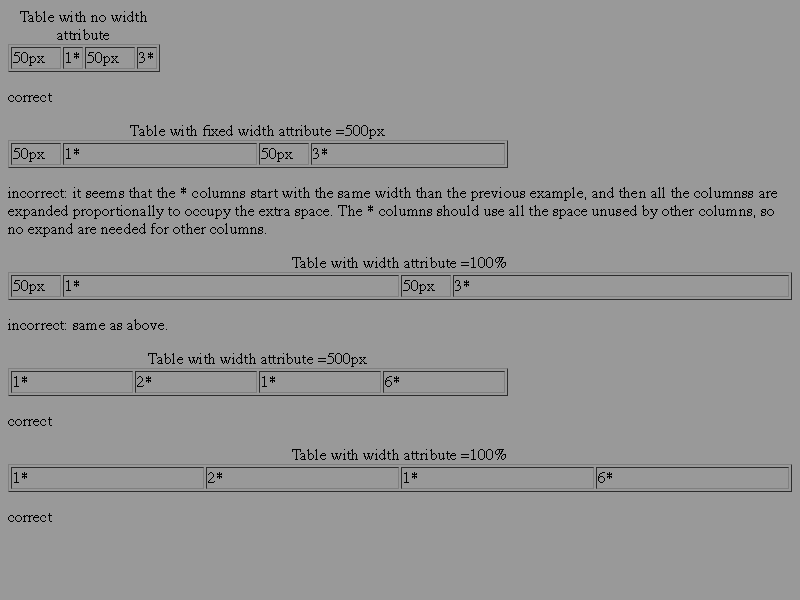 Table with no width
attribute
50px 1* 50px 3*
correct
Table with fixed width attribute =500px
50px 1* 50px 3*
incorrect: it seems that the * columns start with the same width than the previous example, and then all the columnss are
expanded proportionally to occupy the extra space. The * columns should use all the space unused by other columns, so
no expand are needed for other columns.
Table with width attribute =100%
50px 1* 50px 3*
incorrect: same as above.
Table with width attribute =500px
1* 2* 1* 6*
correct
Table with width attribute =100%
1* 2* 1* 6*
correct